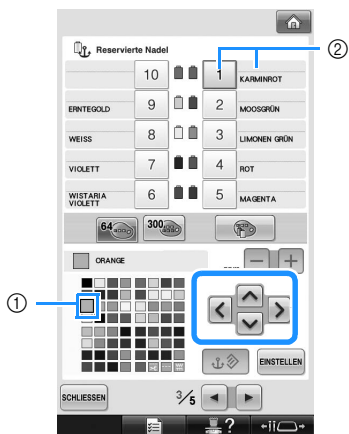 Reservierte Nadel
②
10 1 KARMINROT
ERNTEGOLD 9 2 MOOSGRÜN
WEISS 8 3 LIMONEN GRÜN
VIOLETT 7 4 ROT
WISTARIA
VIOLETT 6 5 MAGENTA
64 300
ORANGE
①
EINSTELLEN
SCHLIESSEN 3/5
?